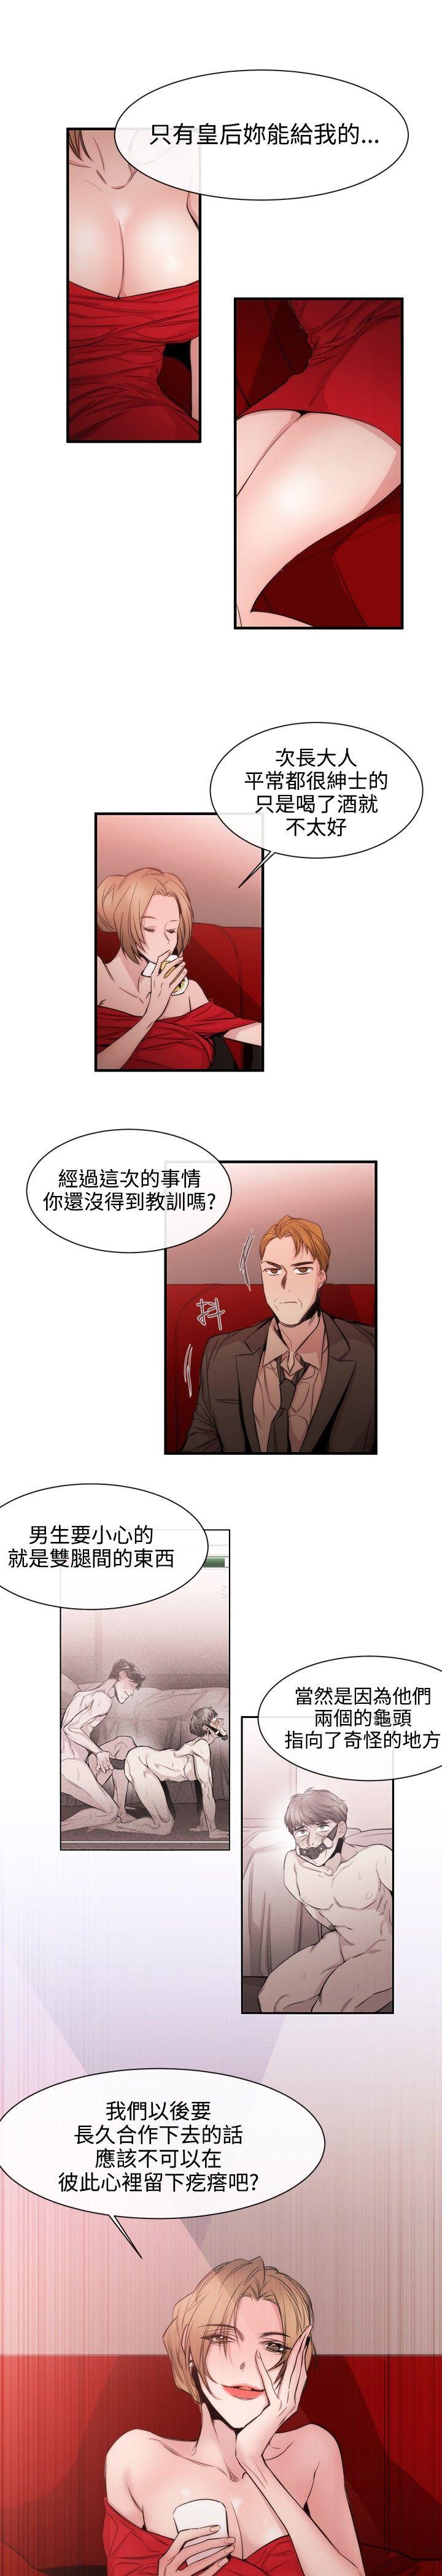 只有皇后妳能給我的...
次長大人
平常都很紳士的
只是喝了酒就
不太好
經過這次的事情
你還沒得到教訓嗎?
抖
男生要小心的
就是雙腿間的東西
當然是因為他們
兩個的龜頭
指向了奇怪的地方
我們以後要
長久合作下去的話
應該不可以在
彼此心裡留下疙瘩吧?